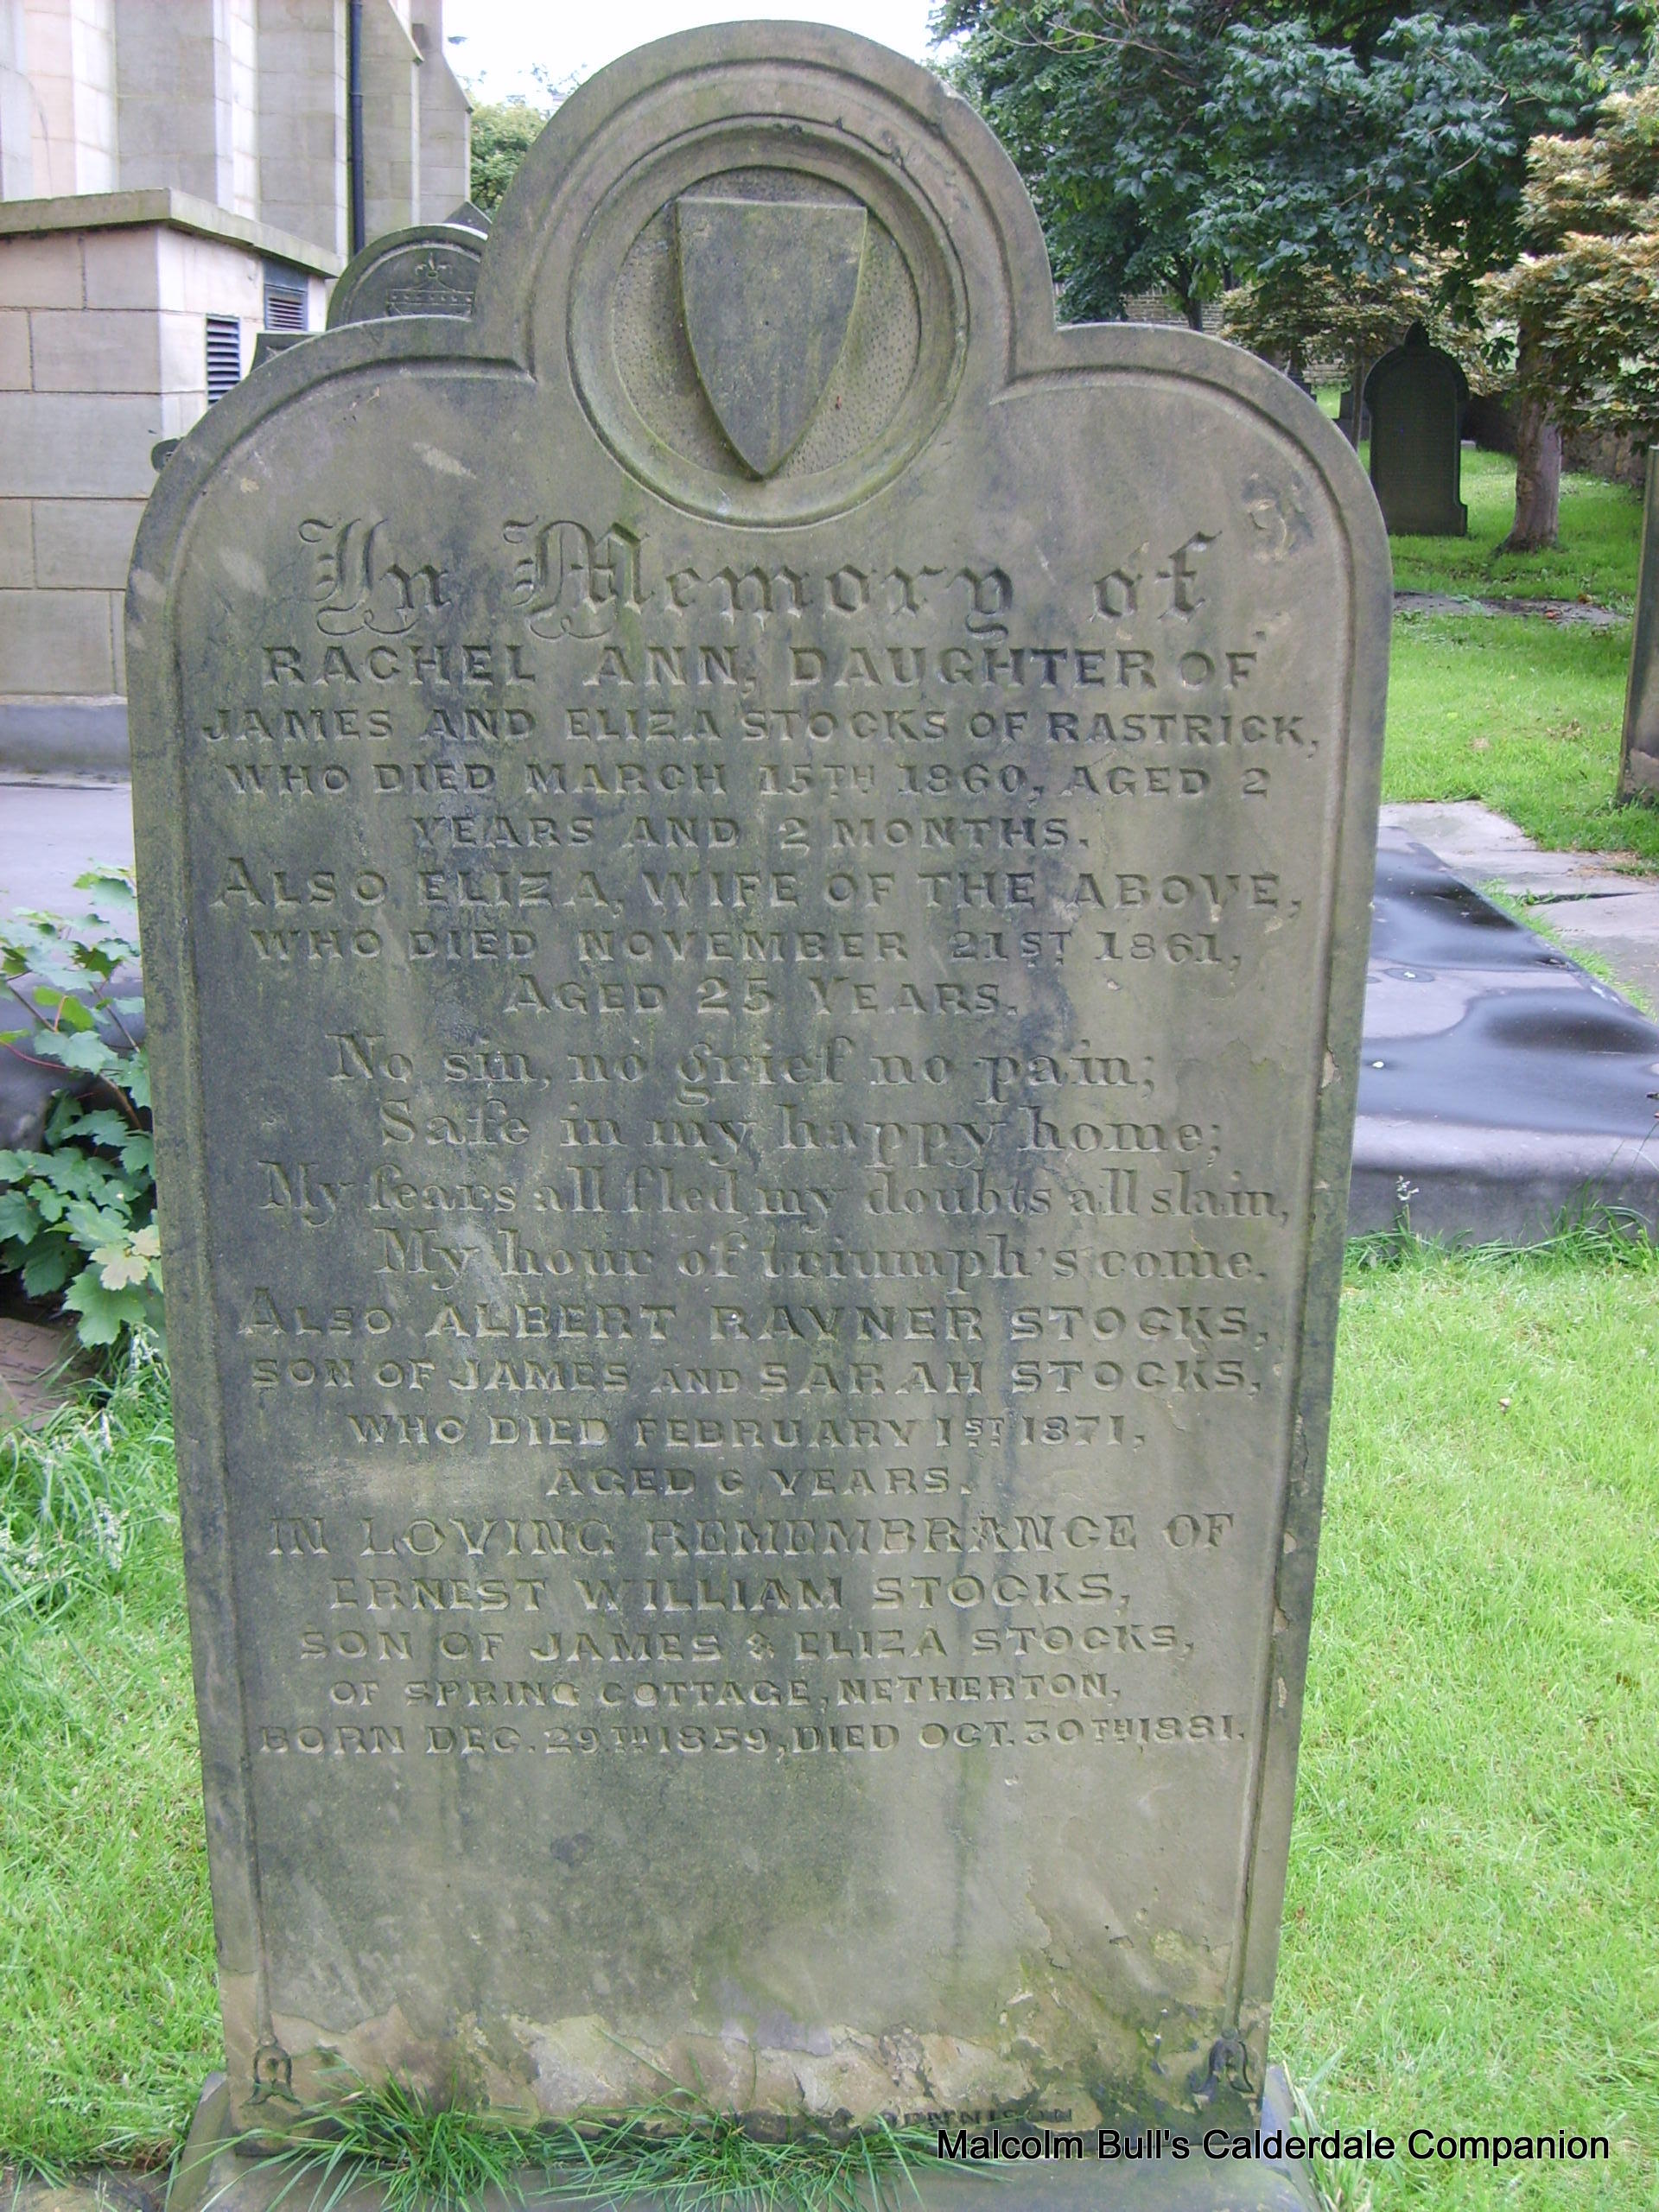 In Memory of
RACHEL ANN, DAUGHTER OF
JAMES AND ELIZA STOCKS OF RASTRICK,
WHO DIED MARCH 15TH 1860, AGED 2
YEARS AND 2 MONTHS.
ALSO ELIZA, WIFE OF THE ABOVE,
WHO DIED NOVEMBER 21ST 1861,
AGED 25 YEARS.
No sin, no grief no pain;
Safe in my happy home;
My fears all fled, my doubts all slain,
My hour of triumph's come.
ALSO ALBERT RAYNER STOCKS,
SON OF JAMES AND SARAH STOCKS,
WHO DIED FEBRUARY 1ST 1871,
AGED 6 YEARS.
IN LOVING REMEMBRANCE OF
ERNEST WILLIAM STOCKS,
SON OF JAMES & ELIZA STOCKS,
OF SPRING COTTAGE, NETHERTON,
BORN DEC. 29TH 1859, DIED OCT. 30TH, 1881.
DENNISON
Malcolm Bull's Calderdale Companion